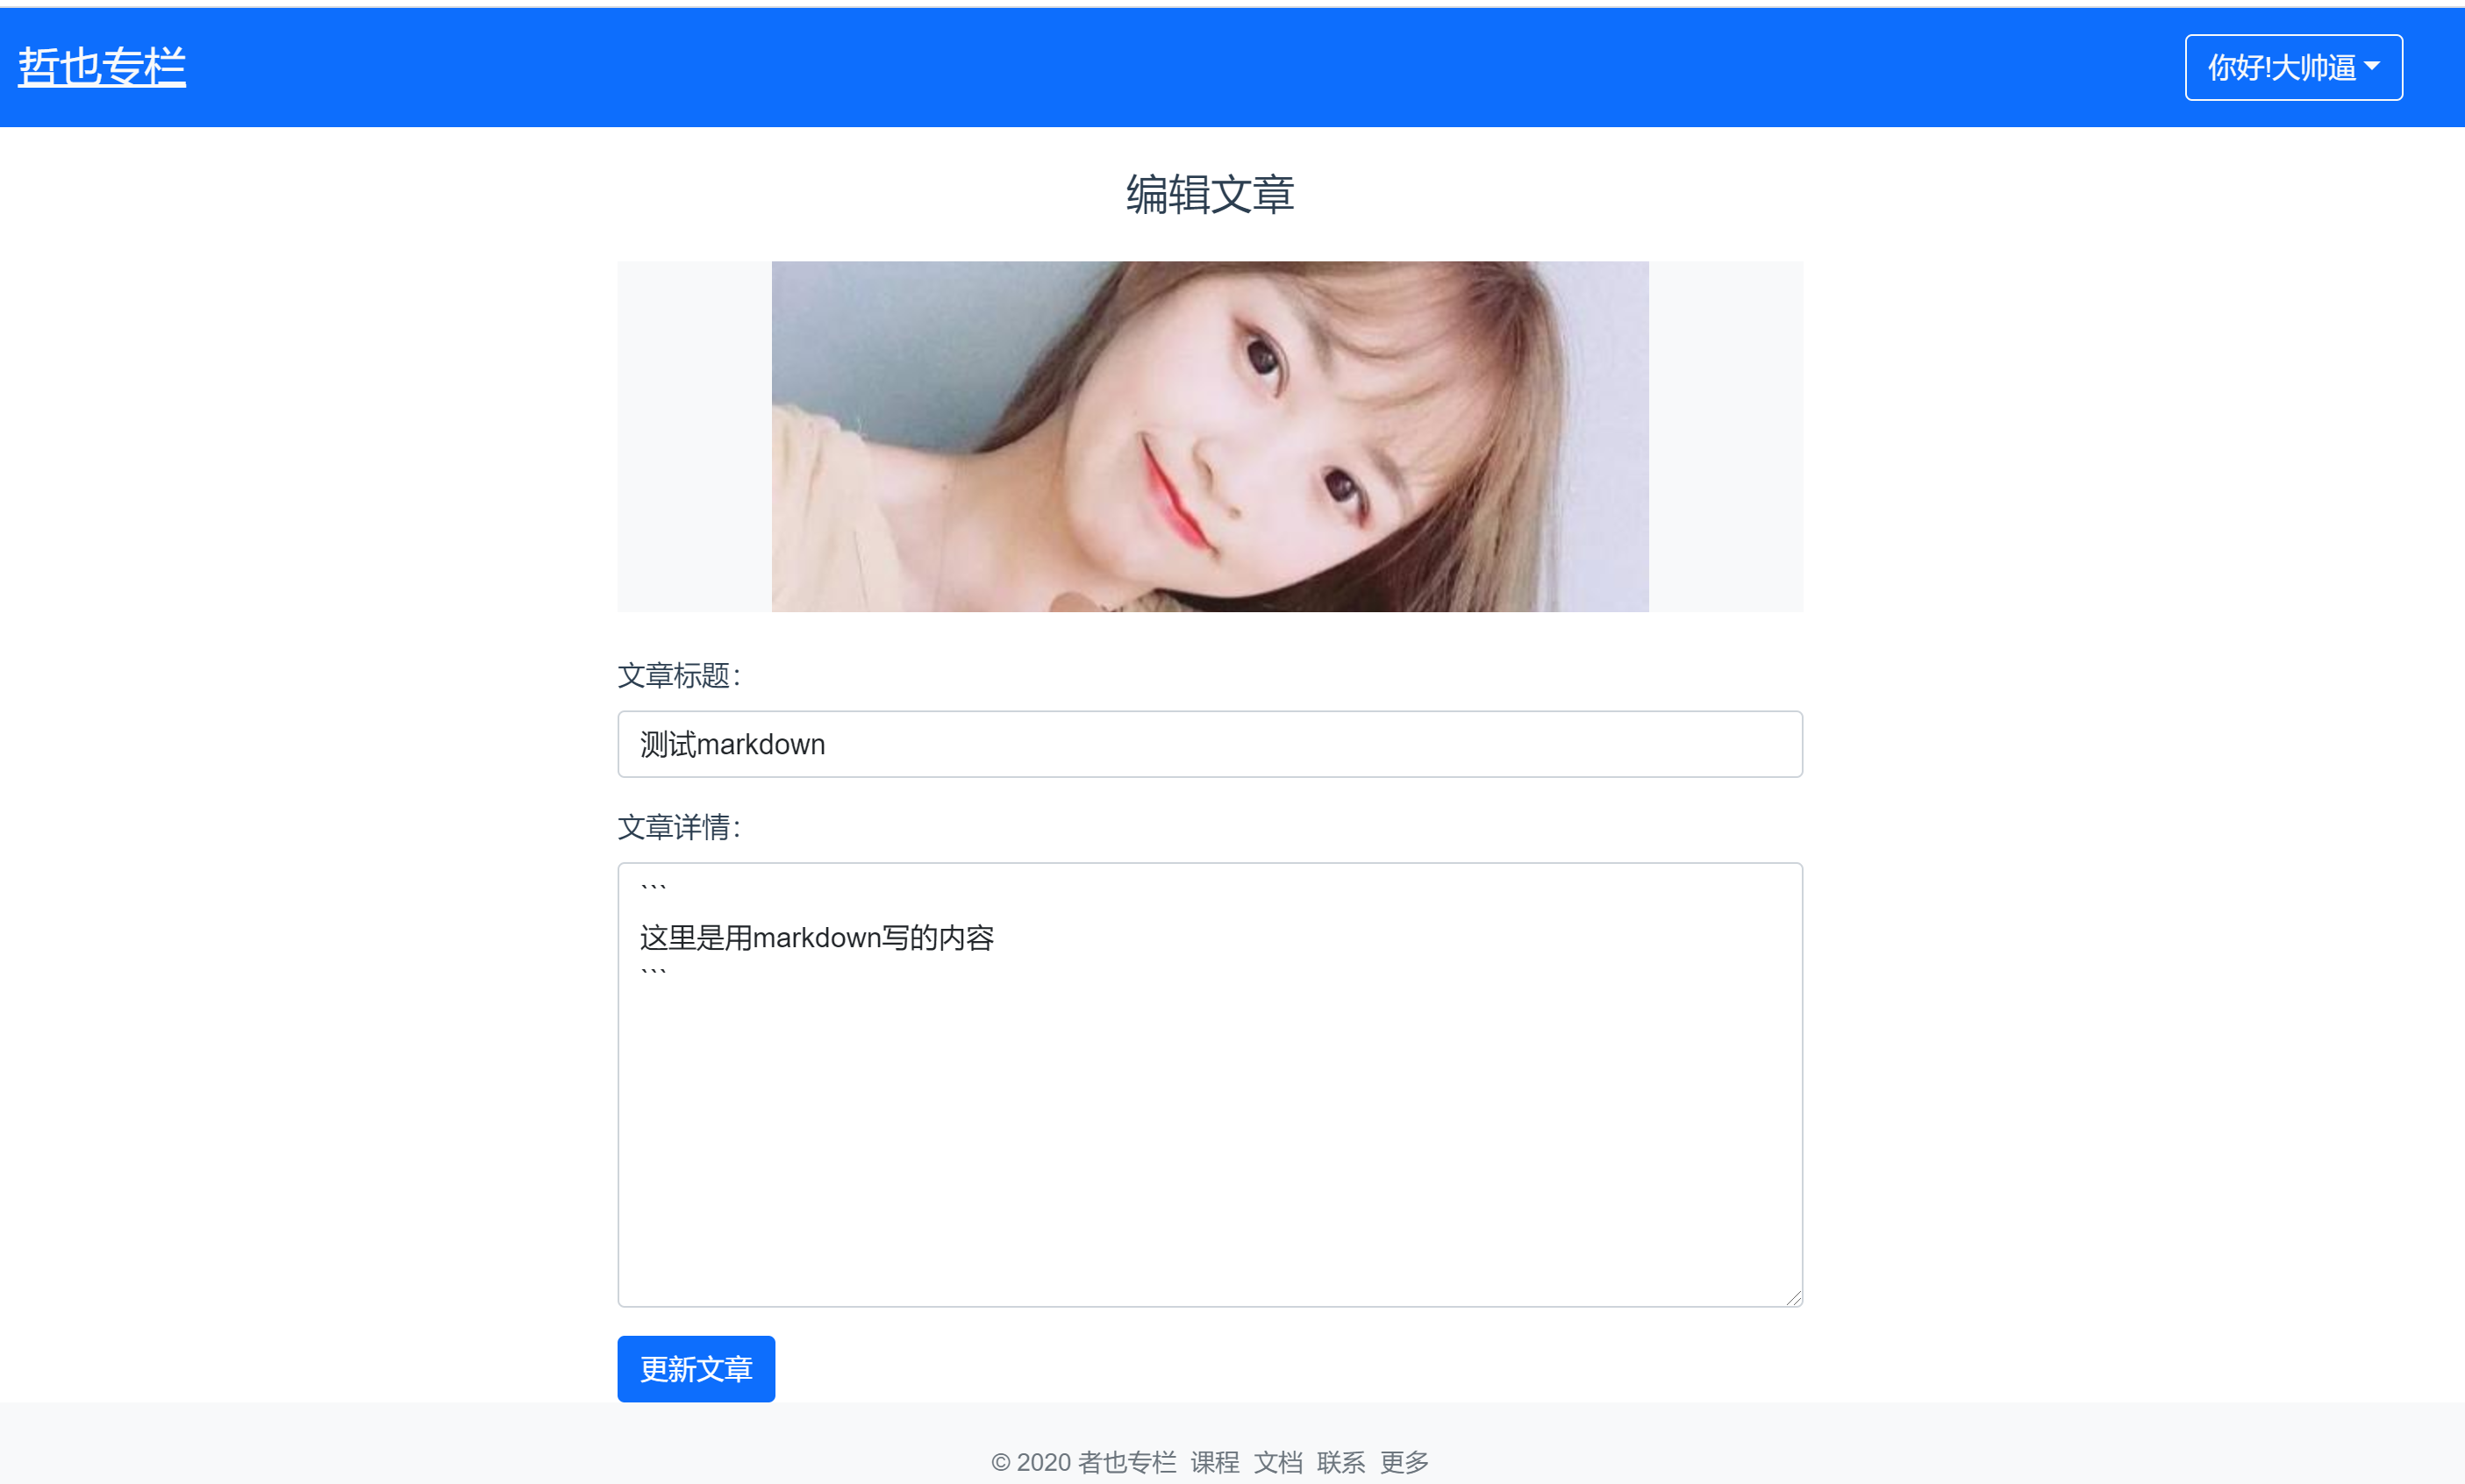 哲也专栏
你好!大帅逼
编辑文章
文章标题：
测试markdown
文章详情：
```
这里是用markdown写的内容
```
更新文章
© 2020 者也专栏 课程 文档 联系 更多